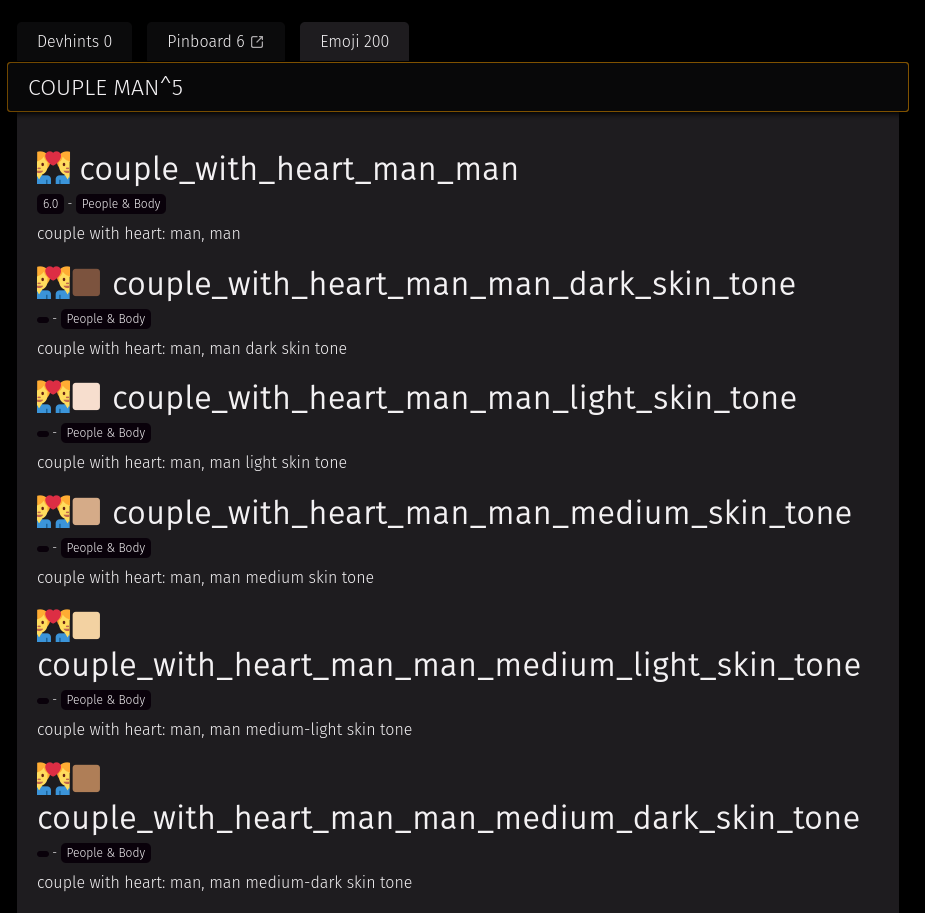 Devhints 0 Pinboard 6 Emoji 200
COUPLE MAN^5
couple_with_heart_man_man
6.0 - People & Body
couple with heart: man, man
couple_with_heart_man_man_dark_skin_tone
- People & Body
couple with heart: man, man dark skin tone
couple_with_heart_man_man_light_skin_tone
- People & Body
couple with heart: man, man light skin tone
couple_with_heart_man_man_medium_skin_tone
- People & Body
couple with heart: man, man medium skin tone
couple_with_heart_man_man_medium_light_skin_tone
- People & Body
couple with heart: man, man medium-light skin tone
couple_with_heart_man_man_medium_dark_skin_tone
- People & Body
couple with heart: man, man medium-dark skin tone